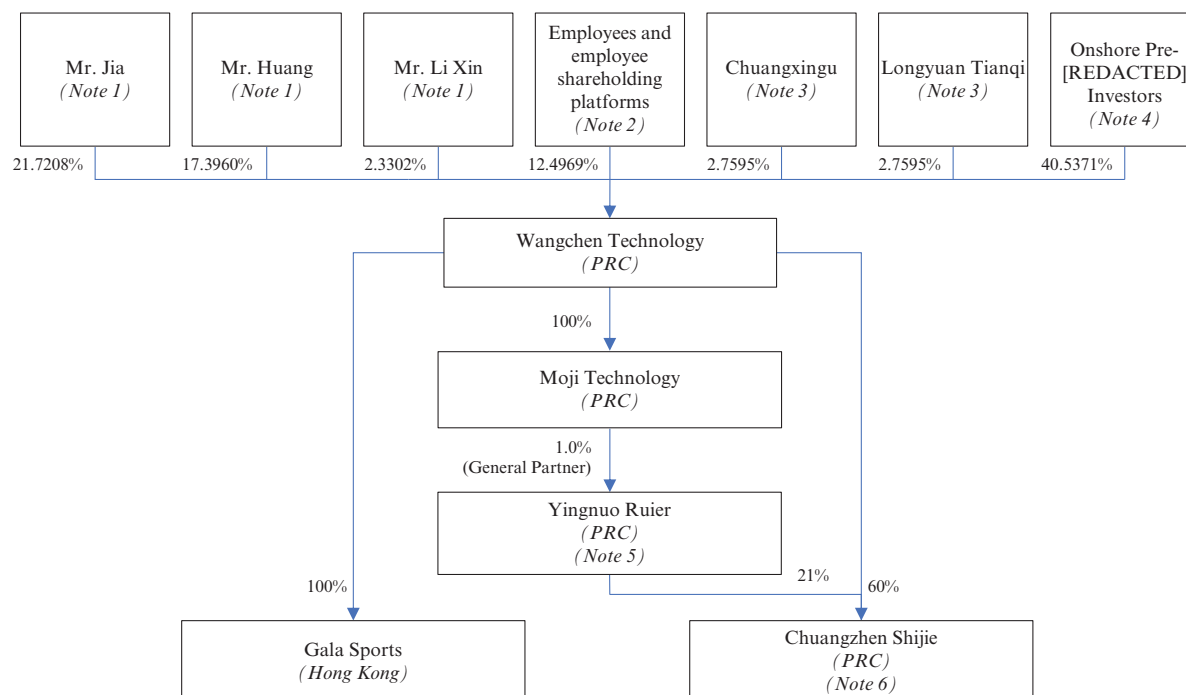 Mr. Jia
(Note 1)
Mr. Huang
(Note 1)
Mr. Li Xin
(Note 1)
Employees and
employee
shareholding
platforms
(Note 2)
Chuangxingu
(Note 3)
Longyuan Tianqi
(Note 3)
Onshore Pre-
[REDACTED]
Investors
(Note 4)
21.7208%
17.3960%
2.3302%
12.4969%
2.7595%
2.7595%
40.5371%
Wangchen Technology
(PRC)
100%
Moji Technology
(PRC)
1.0%
(General Partner)
Yingnuo Ruier
(PRC)
(Note 5)
100%
21%
60%
Gala Sports
(Hong Kong)
Chuangzhen Shijie
(PRC)
(Note 6)